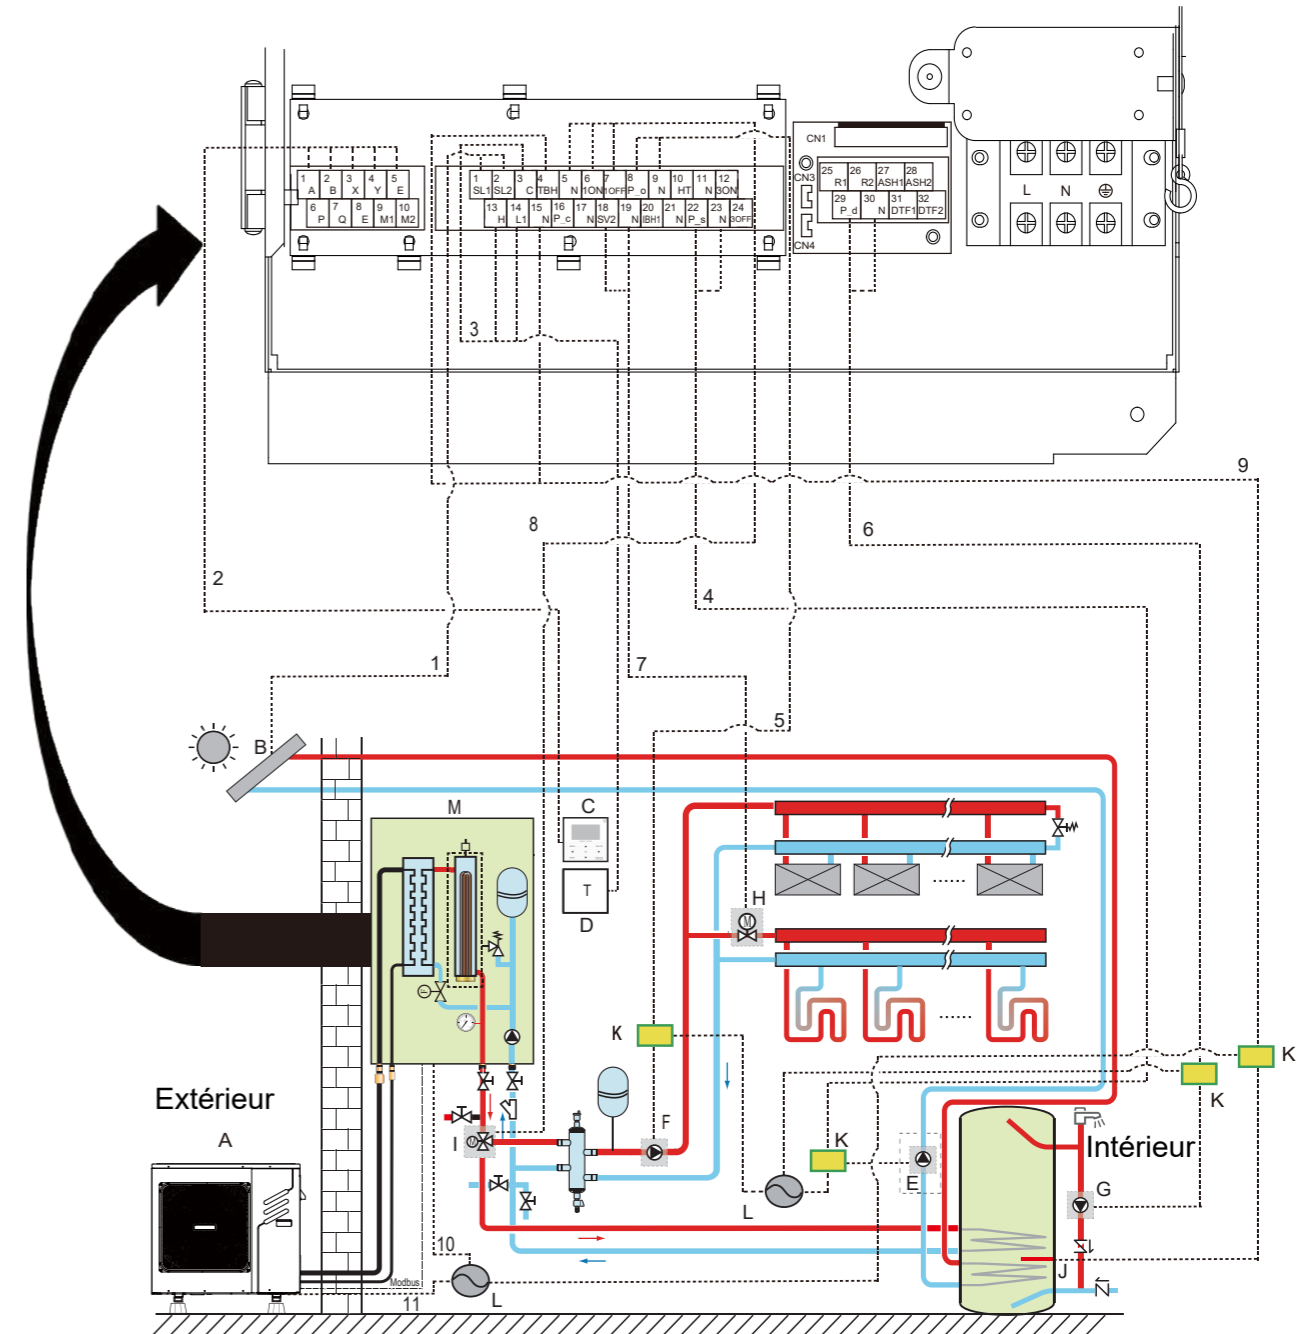 CN1
1 2 3 4 5
A B X Y E
6 7 8 9 10
P Q E M1 M2
1 2 3 4 5 6 7 8 9 10 11 12
SL1 SL2 C TBH N 1ON 1OFF P_o N HT N 3ON
13 14 15 16 17 18 19 20 21 22 23 24
H L1 N P_c N SV2 N IBH1 N P_s N 3OFF
25 26 27 28
R1 R2 ASH1 ASH2
CN3
29 30 31 32
P_d N DTF1 DTF2
CN4
L N
3
9
8
6
2
4
1
7
5
B
M
C
T
D
H
M
F
K
K
K
Extérieur
A
I
M
F
K
E
Intérieur
G
L
10
J
Modbus
11
L